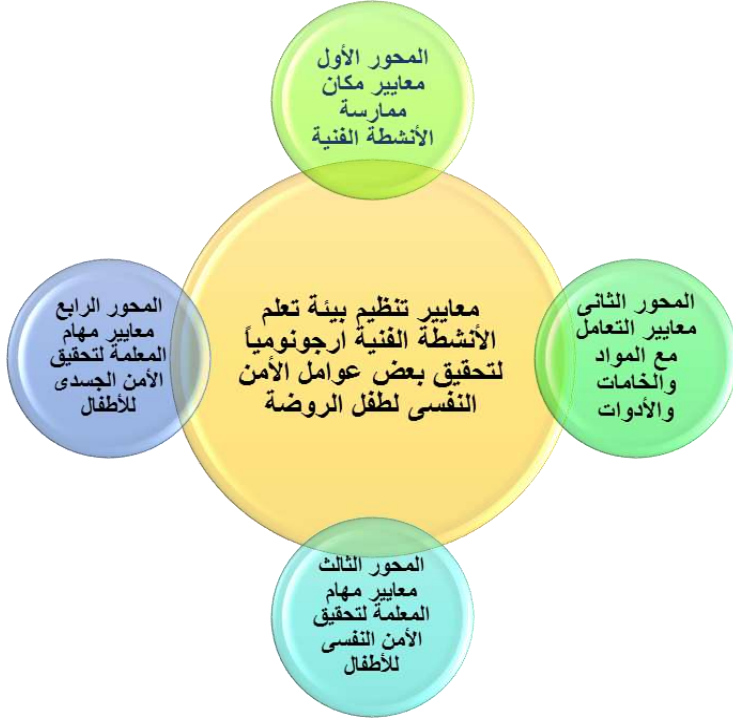 المحور الأول
معايير مكان
ممارسة
الأنشطة الفنية
معايير تنظيم بيئة تعلم
الأنشطة الفنية ارجونومياً
لتحقيق بعض عوامل الأمن
النفسى لطفل الروضة
المحور الثانى
معايير التعامل
مع المواد
والخامات
والأدوات
المحور الثالث
معايير مهام
المعلمة لتحقيق
الأمن النفسى
للأطفال
المحور الرابع
معايير مهام
المعلمة لتحقيق
الأمن الجسدى
للأطفال